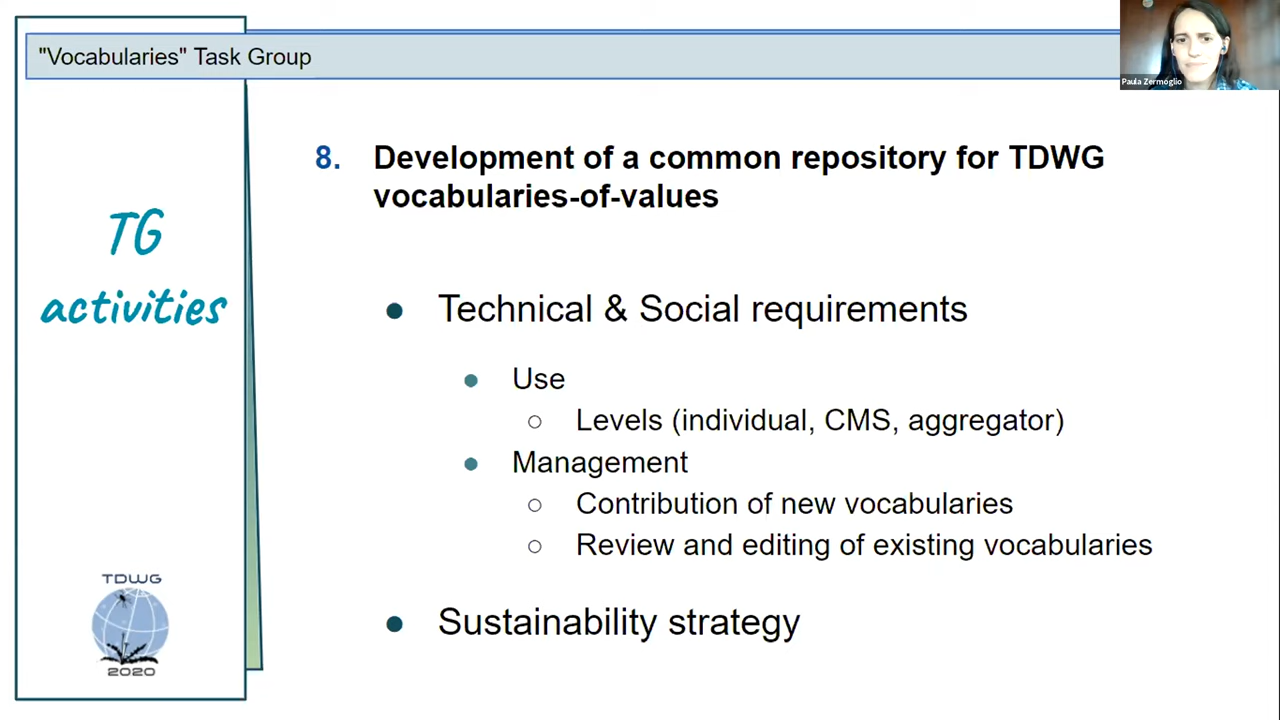 "Vocabularies" Task Group
Paula Zermoglio
8. Development of a common repository for TDWG
vocabularies-of-values
TG
activities
● Technical & Social requirements
● Use
○ Levels (individual, CMS, aggregator)
● Management
○ Contribution of new vocabularies
○ Review and editing of existing vocabularies
● Sustainability strategy
TDWG
2020